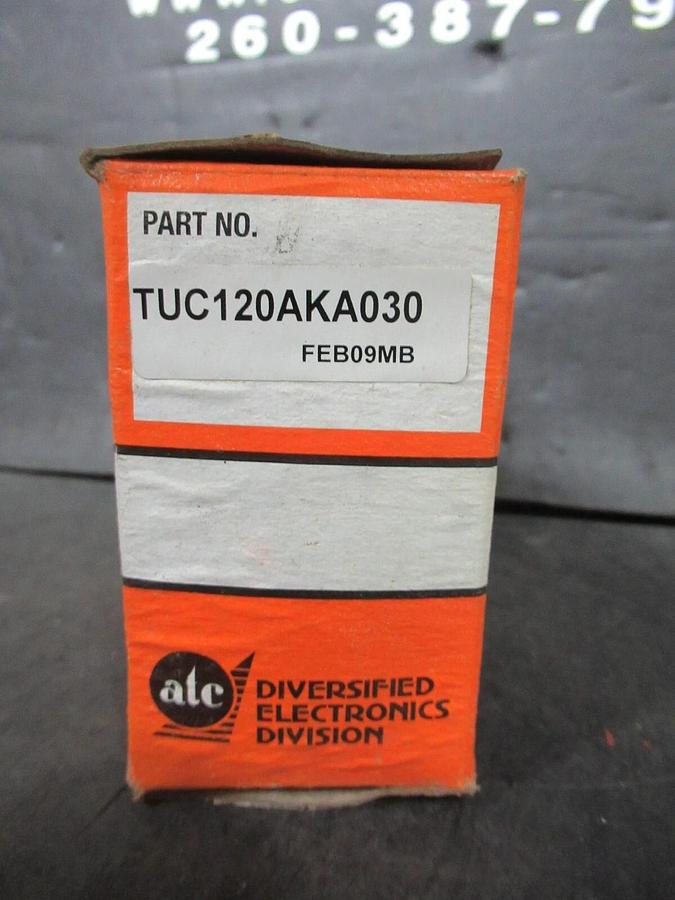 260-387-79
PART NO.
TUC120AKA030
FEB09MB
atc
DIVERSIFIED
ELECTRONICS
DIVISION